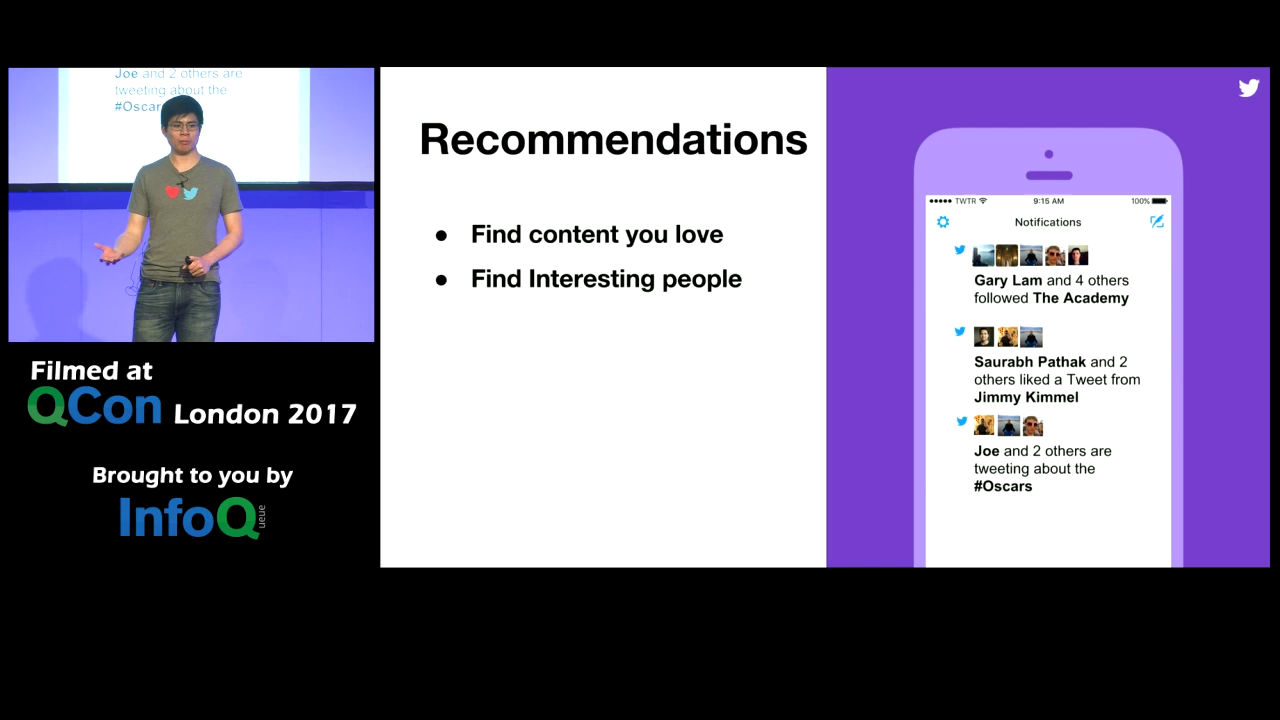 Joe and 2 others are
tweeting about the
#Oscar
Filmed at
QCon London 2017
Brought to you by
InfoQueue
Recommendations
● Find content you love
● Find Interesting people
TWTR 9:15 AM 100%
Notifications
Gary Lam and 4 others
followed The Academy
Saurabh Pathak and 2
others liked a Tweet from
Jimmy Kimmel
Joe and 2 others are
tweeting about the
#Oscars